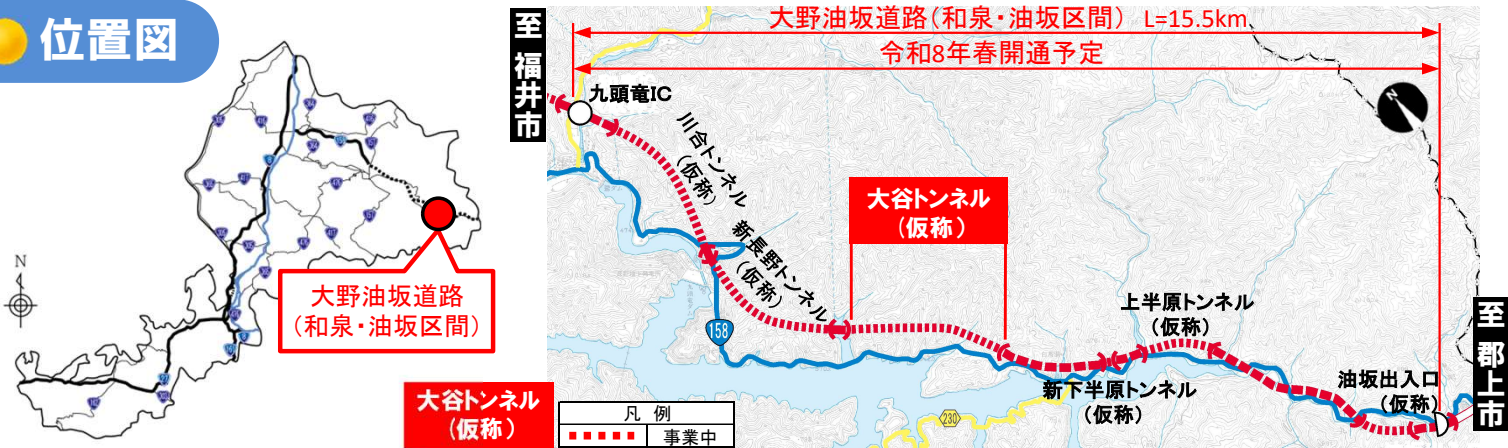 位置図
N
大野油坂道路
(和泉・油坂区間)
至 福井市
大野油坂道路(和泉・油坂区間) L=15.5km
令和8年春開通予定
九頭竜IC
N
川合トンネル
(仮称)
新長野トンネル
(仮称)
大谷トンネル
(仮称)
158
上半原トンネル
(仮称)
新下半原トンネル
(仮称)
230
油坂出入口
(仮称)
至 郡上市
大谷トンネル
(仮称)
凡 例
事業中